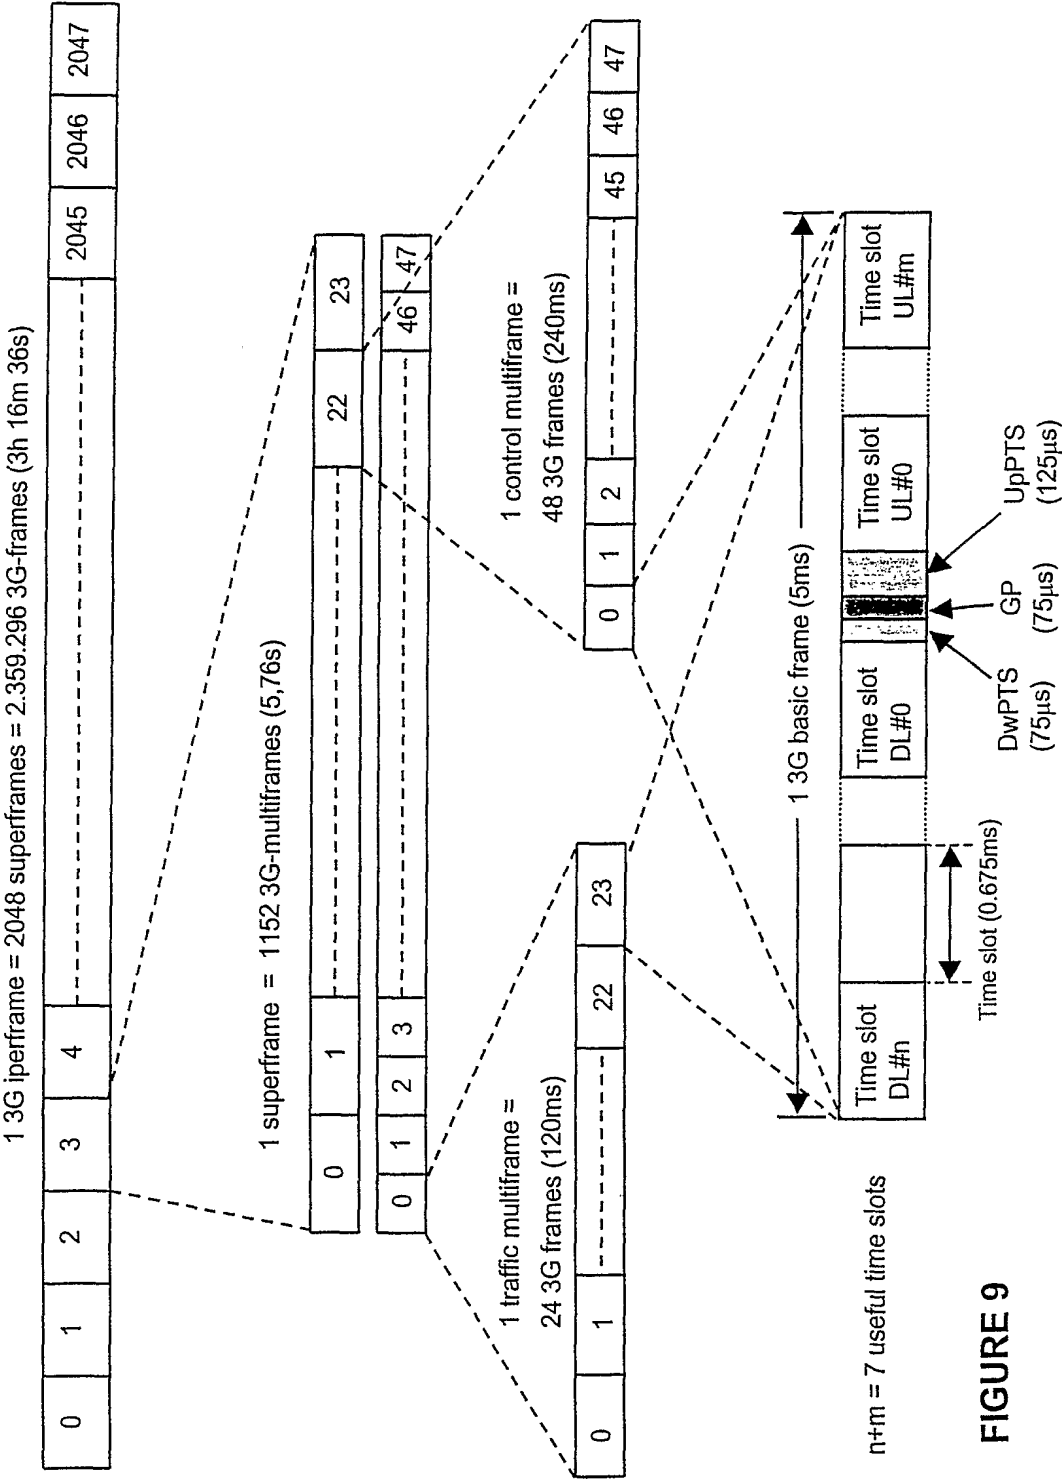 1 3G iperframe = 2048 superframes = 2.359.296 3G-frames (3h 16m 36s)
0 1 2 3 4 2045 2046 2047
1 superframe = 1152 3G-multiframes (5,76s)
0 1 22 23
0 1 2 3 46 47
1 traffic multiframe =
24 3G frames (120ms)
0 1 22 23
1 control multiframe =
48 3G frames (240ms)
0 1 2 45 46 47
1 3G basic frame (5ms)
Time slot
DL#n
Time slot
DL#0
Time slot
UL#0
Time slot
UL#m
Time slot (0.675ms)
DwPTS
(75µs)
GP
(75µs)
UpPTS
(125µs)
n+m = 7 useful time slots
FIGURE 9